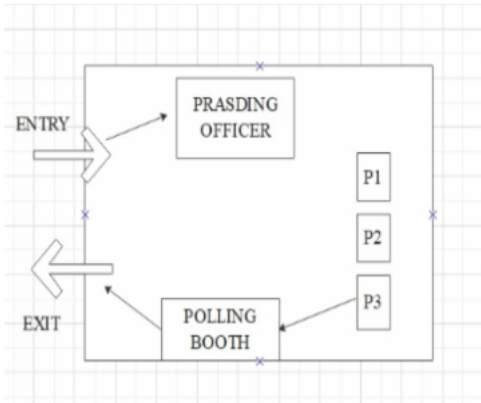 PRASDING
OFFICER
ENTRY
P1
P2
P3
POLLING
BOOTH
EXIT